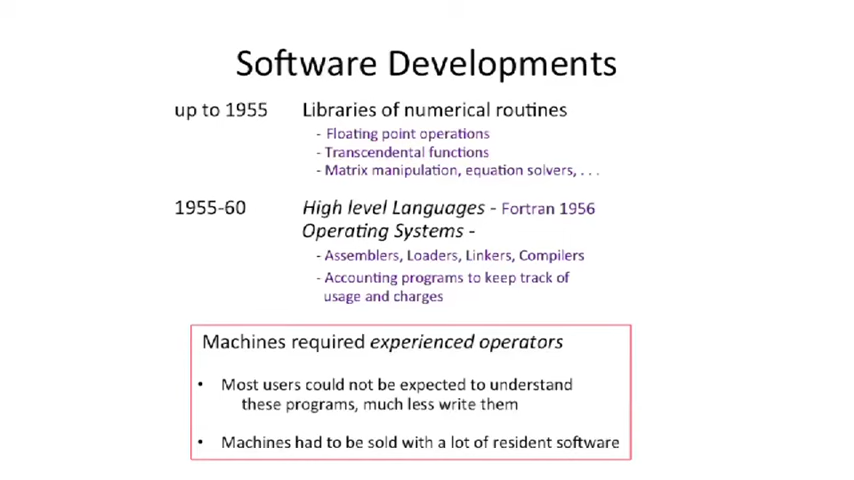 Software Developments
up to 1955 Libraries of numerical routines
- Floating point operations
- Transcendental functions
- Matrix manipulation, equation solvers, . . .
1955-60 High level Languages - Fortran 1956
Operating Systems -
- Assemblers, Loaders, Linkers, Compilers
- Accounting programs to keep track of
usage and charges
Machines required experienced operators
• Most users could not be expected to understand
these programs, much less write them
• Machines had to be sold with a lot of resident software